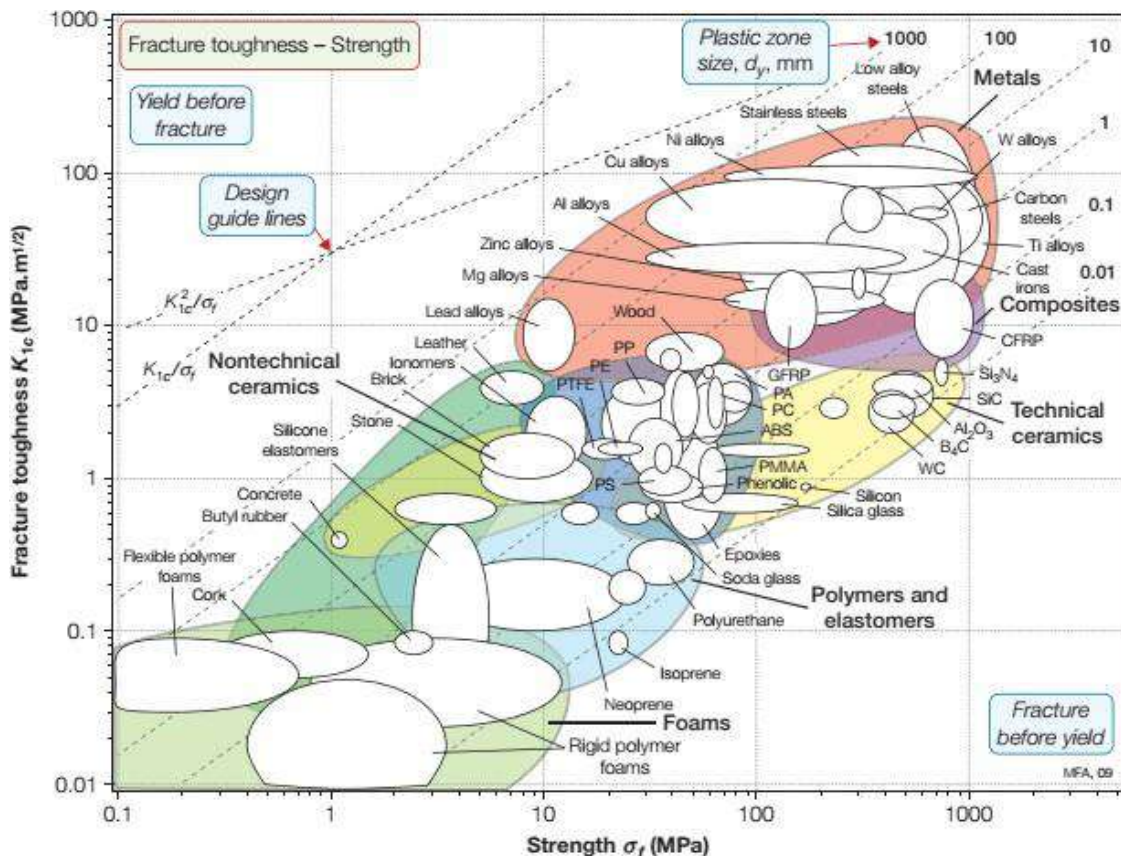 1000
100
10
1
0.1
0.01
Fracture toughness K1c (MPa.m1/2)
Fracture toughness – Strength
Yield before
fracture
Design
guide lines
Plastic zone
size, dy, mm
1000
100
10
1
0.1
0.01
Low alloy
steels
Metals
Stainless steels
W alloys
Ni alloys
Cu alloys
Al alloys
Carbon
steels
Zinc alloys
Ti alloys
Mg alloys
Cast
irons
K²1c/σf
Composites
Lead alloys
Wood
CFRP
K1c/σf
Leather
PP
Nontechnical
ceramics
Ionomers
PE
GFRP
Si3N4
Brick
PTFE
PA
SiC
Stone
PC
Al2O3
Technical
ceramics
Silicone
elastomers
ABS
B4C
WC
PS
PMMA
Phenolic
Silicon
Concrete
Silica glass
Butyl rubber
Flexible polymer
foams
Epoxies
Cork
Soda glass
Polymers and
elastomers
Polyurethane
Isoprene
Neoprene
Foams
Rigid polymer
foams
Fracture
before yield
MFA, 09
0.1
1
10
100
1000
Strength σf (MPa)